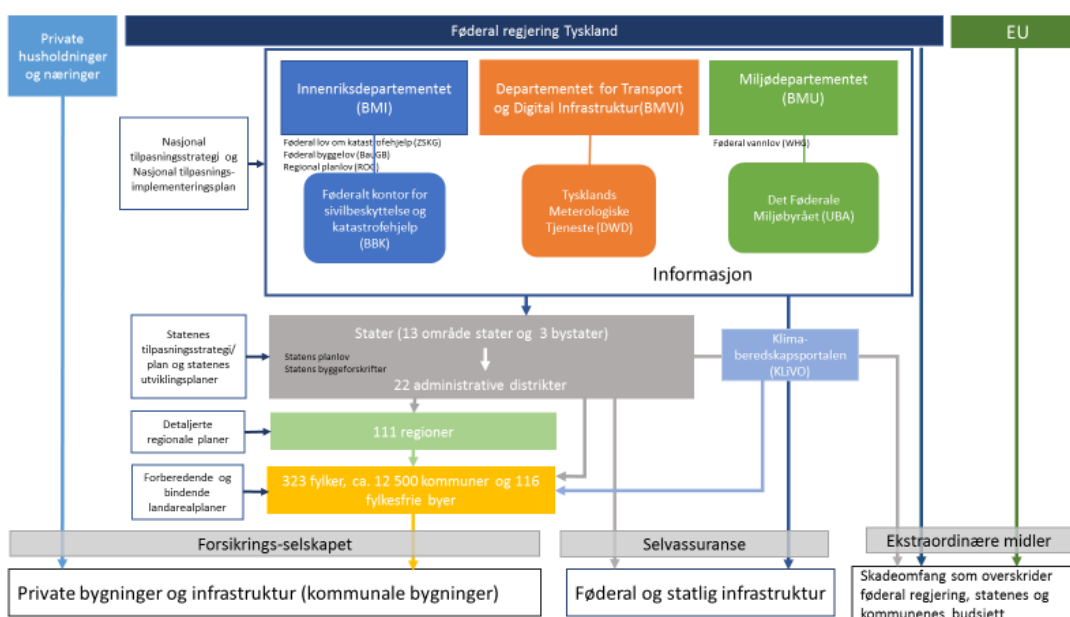 Private
husholdninger
og næringer
Føderal regjering Tyskland
EU
Innenriksdepartementet
(BMI)
Departementet for Transport
og Digital Infrastruktur(BMVI)
Miljødepartementet
(BMU)
Nasjonal
tilpasningsstrategi og
Nasjonal tilpasnings-
implementeringsplan
Føderal lov om katastrofehjelp (ZSKG)
Føderal byggelov (BauGB)
Regional planlov (ROG)
Føderal vannlov (WHG)
Føderalt kontor for
sivilbeskyttelse og
katastrofehjelp
(BBK)
Tysklands
Meterologiske
Tjeneste (DWD)
Det Føderale
Miljøbyrået (UBA)
Informasjon
Statenes
tilpasningsstrategi/
plan og statenes
utviklingsplaner
Stater (13 område stater og 3 bystater)
Statens planlov
Statens byggeforskrifter
22 administrative distrikter
Klima-
beredskapsportalen
(KLiVO)
Detaljerte
regionale planer
111 regioner
Forberedende og
bindende
landarealplaner
323 fylker, ca. 12 500 kommuner og 116
fylkesfrie byer
Forsikrings-selskapet
Selvassuranse
Ekstraordinære midler
Private bygninger og infrastruktur (kommunale bygninger)
Føderal og statlig infrastruktur
Skadeomfang som overskrider
føderal regjering, statenes og
kommunenes budsjett